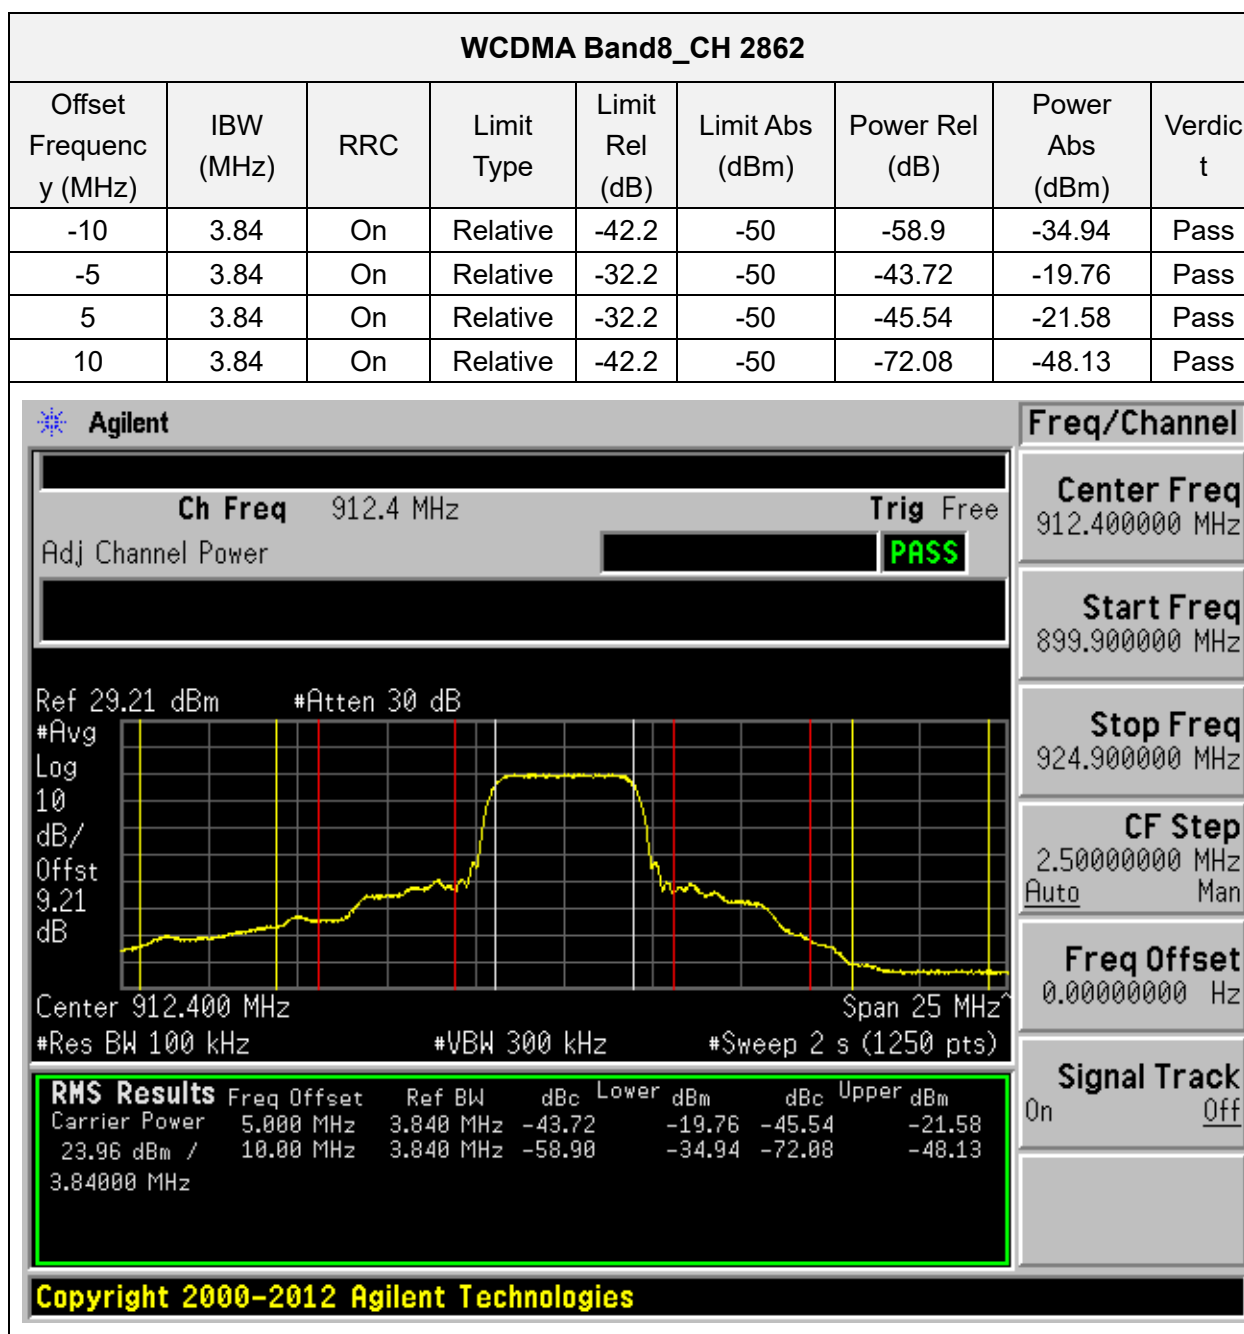 WCDMA Band8_CH 2862
Offset Frequenc y (MHz) IBW (MHz) RRC Limit Type Limit Rel (dB) Limit Abs (dBm) Power Rel (dB) Power Abs (dBm) Verdic t
-10 3.84 On Relative -42.2 -50 -58.9 -34.94 Pass
-5 3.84 On Relative -32.2 -50 -43.72 -19.76 Pass
5 3.84 On Relative -32.2 -50 -45.54 -21.58 Pass
10 3.84 On Relative -42.2 -50 -72.08 -48.13 Pass
Agilent
Ch Freq 912.4 MHz Trig Free
Adj Channel Power PASS
Ref 29.21 dBm #Atten 30 dB
#Avg
Log
10
dB/
Offst
9.21
dB
Center 912.400 MHz Span 25 MHz^
#Res BW 100 kHz #VBW 300 kHz #Sweep 2 s (1250 pts)
RMS Results Freq Offset Ref BW dBc Lower dBm dBc Upper dBm
Carrier Power 5.000 MHz 3.840 MHz -43.72 -19.76 -45.54 -21.58
23.96 dBm / 10.00 MHz 3.840 MHz -58.90 -34.94 -72.08 -48.13
3.84000 MHz
Copyright 2000-2012 Agilent Technologies
Freq/Channel
Center Freq
912.400000 MHz
Start Freq
899.900000 MHz
Stop Freq
924.900000 MHz
CF Step
2.50000000 MHz
Auto Man
Freq Offset
0.00000000 Hz
Signal Track
On Off